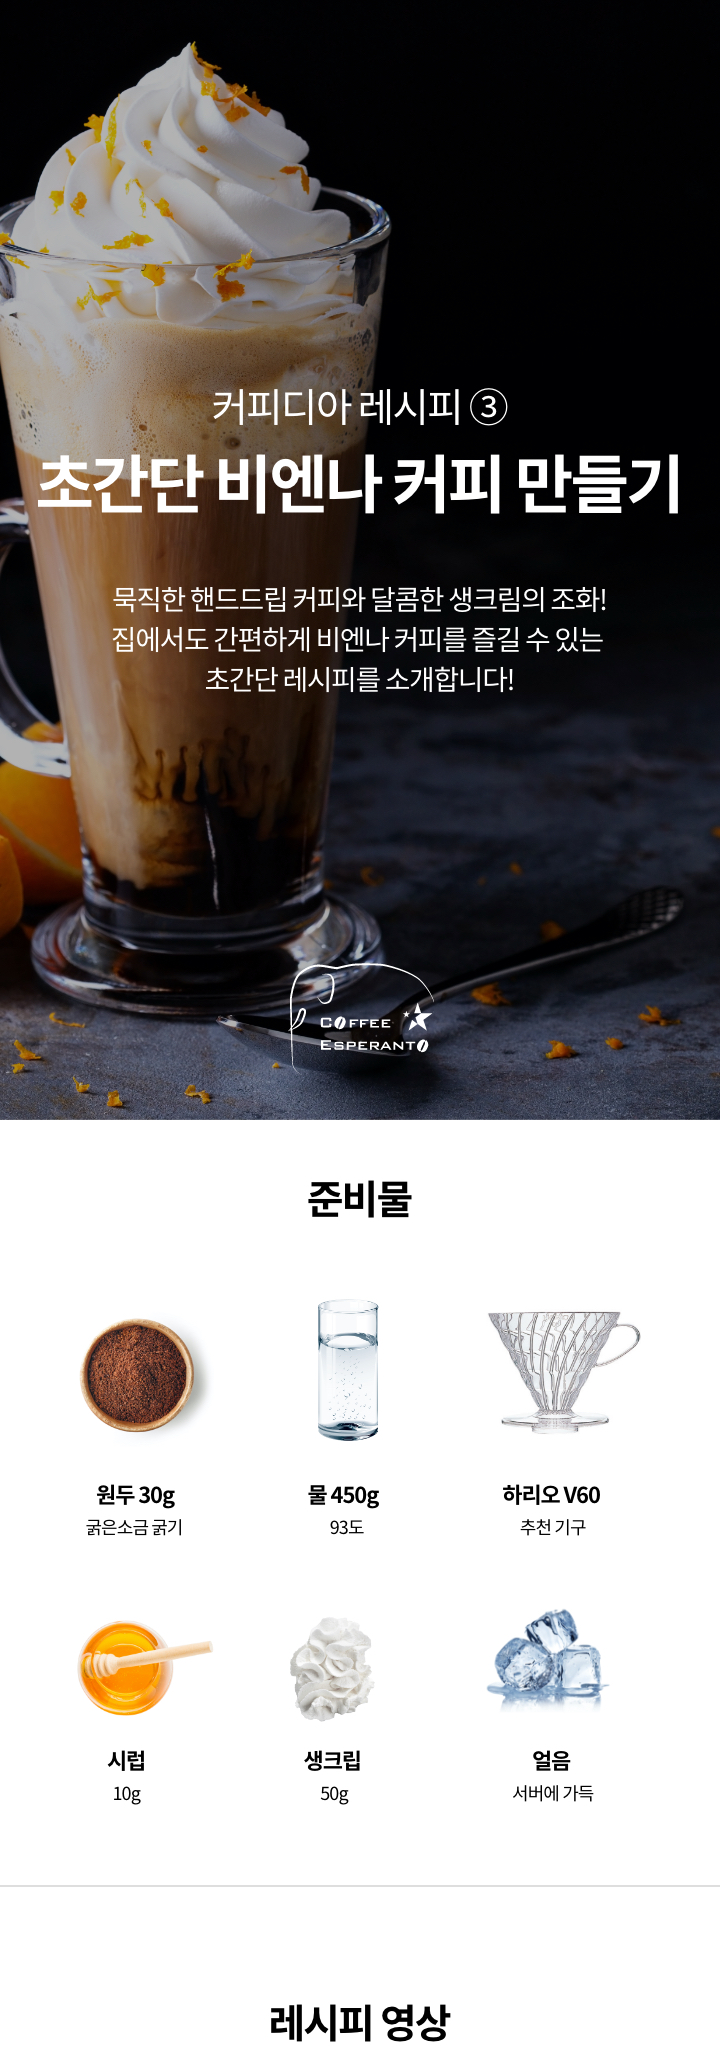 커피디아 레시피 ③
초간단 비엔나 커피 만들기
묵직한 핸드드립 커피와 달콤한 생크림의 조화!
집에서도 간편하게 비엔나 커피를 즐길 수 있는
초간단 레시피를 소개합니다!
COFFEE
ESPERANTO
준비물
원두 30g
굵은소금 굵기
물 450g
93도
하리오 V60
추천 기구
시럽
10g
생크립
50g
얼음
서버에 가득
레시피 영상